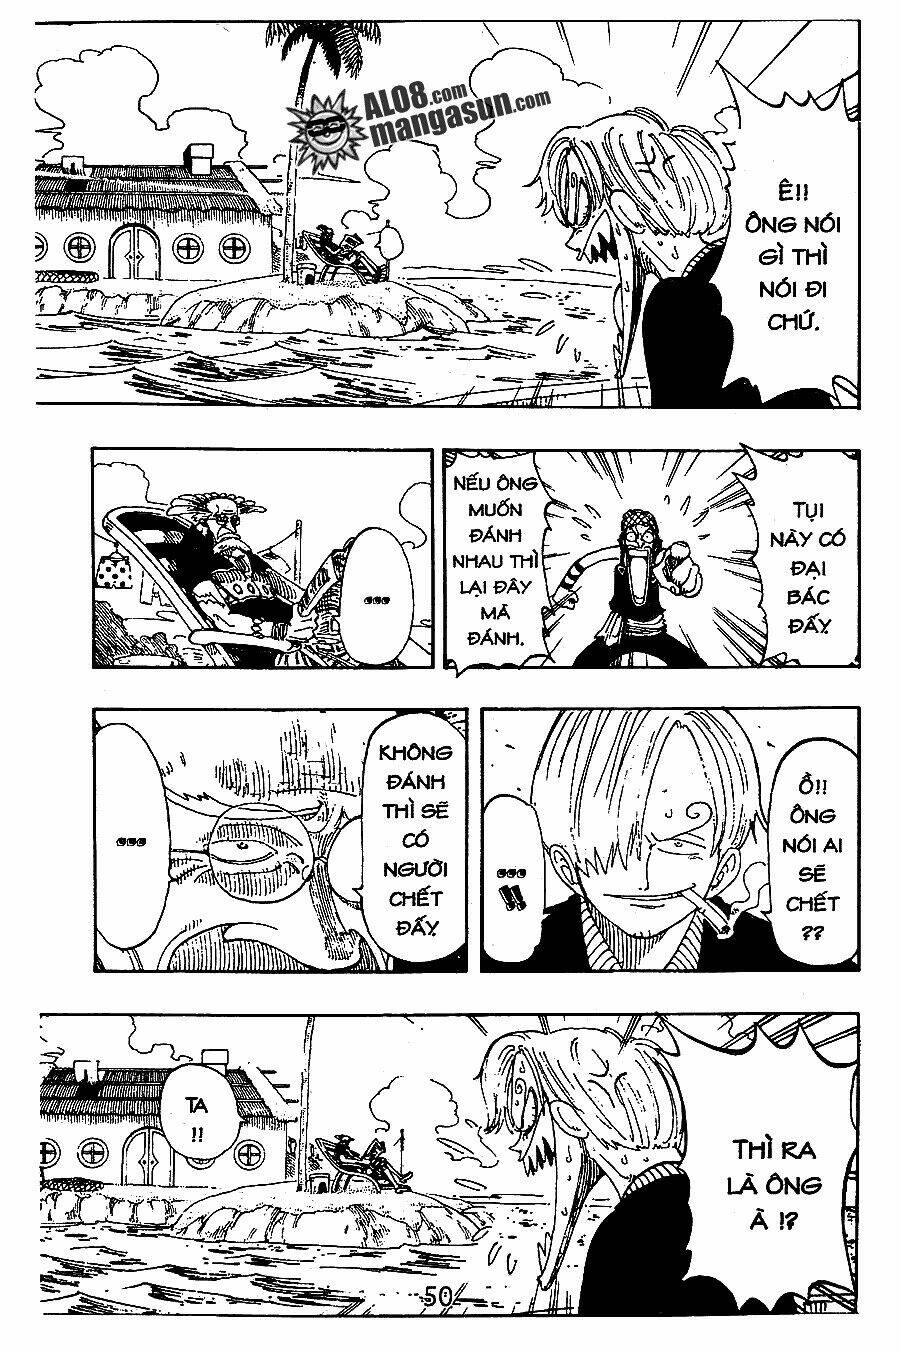 AL08.com
mangasun.com
Ê!!
ÔNG NÓI
GÌ THÌ
NÓI ĐI
CHỨ.
TỤI
NÀY CÓ
ĐẠI
BÁC
ĐẤY.
NẾU ÔNG
MUỐN
ĐÁNH
NHAU THÌ
LẠI ĐÂY
MÀ
ĐÁNH.
...
Ồ!!
ÔNG
NÓI AI
SẼ
CHẾT
??
...
!!
KHÔNG
ĐÁNH
THÌ SẼ
CÓ
NGƯỜI
CHẾT
ĐẤY.
...
THÌ RA
LÀ ÔNG
À !?
TA
!!
50